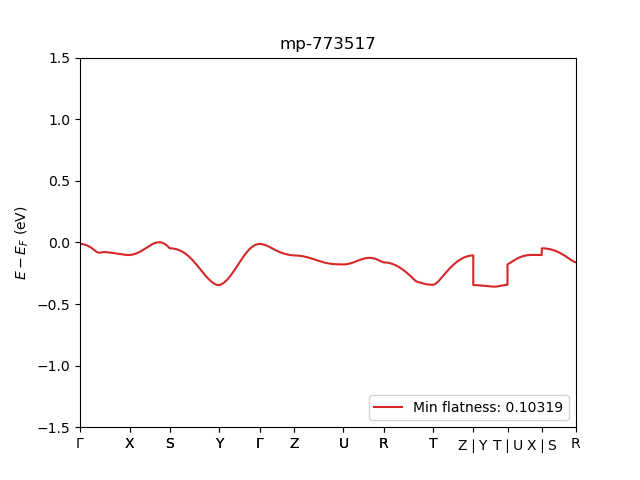 mp-773517
1.5
1.0
0.5
0.0
−0.5
−1.0
−1.5
E − E_F (eV)
Min flatness: 0.10319
Γ X S Y Γ Z U R T Z | Y T | U X | S R